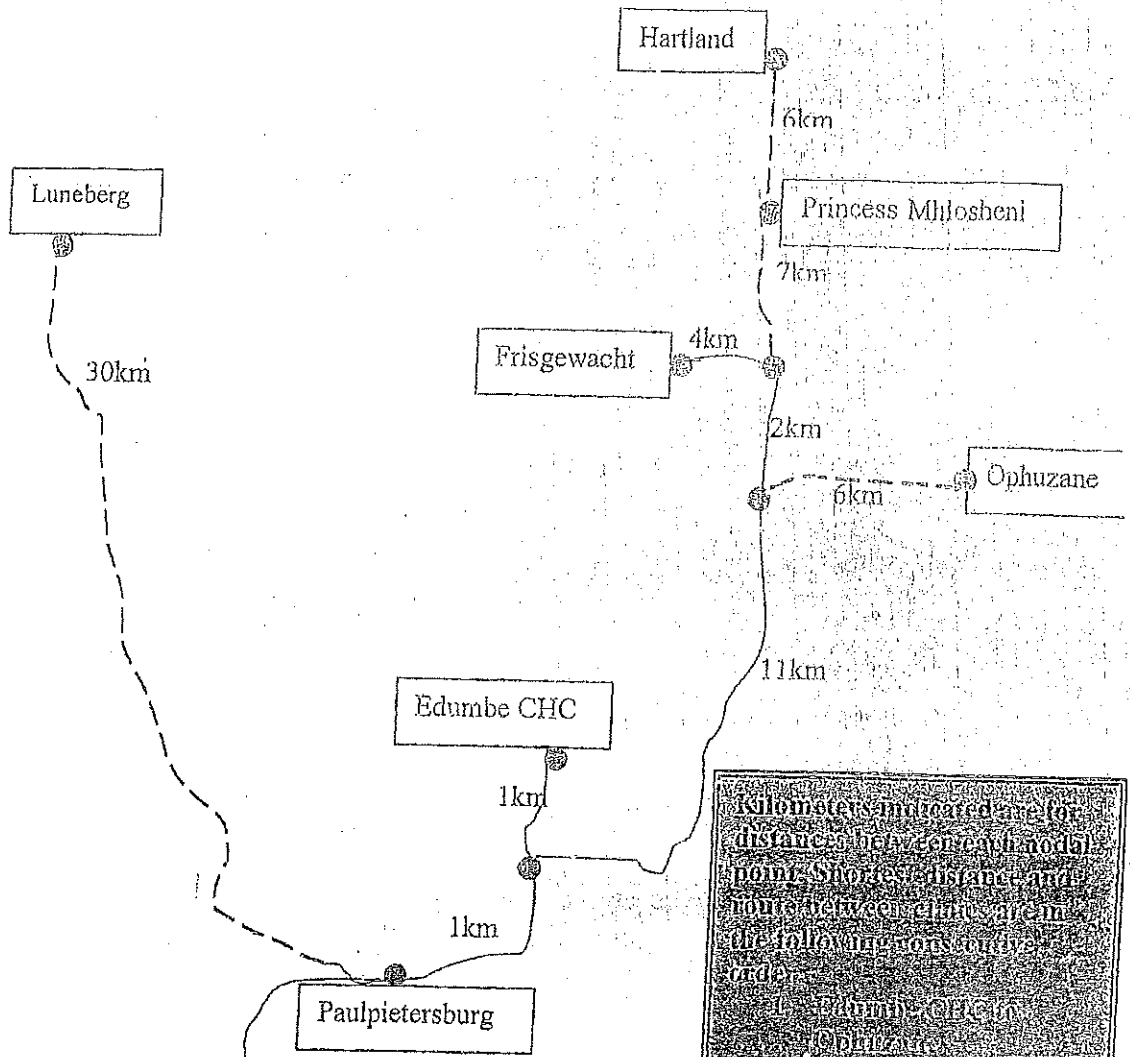 Hartland
6km
Luneberg
Princess Mhlosheni
7km
4km
Frisgewacht
30km
2km
Ophuzane
6km
11km
Edumbe CHC
1km
1km
Paulpietersburg
Kilometers indicated are for
distances between each nodal
point. Shortest distance and
route between clinics are in
the following consecutive
order
1. Edumbe CHC to
Ophuzane